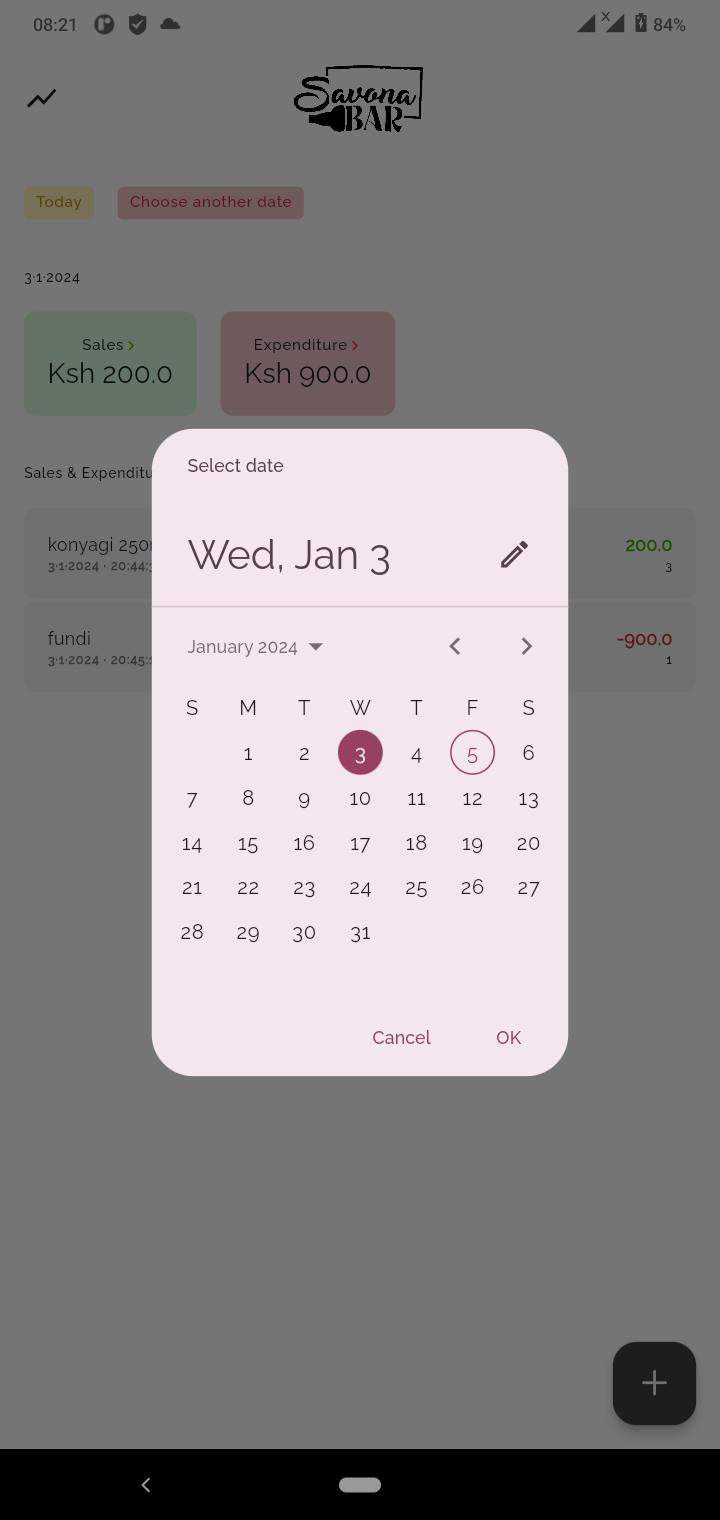 08:21
84%
Savona
BAR
Today
Choose another date
3·1·2024
Sales
Ksh 200.0
Expenditure
Ksh 900.0
Sales & Expenditu
konyagi 250
200.0
3·1·2024 · 20:44:
3
fundi
-900.0
3·1·2024 · 20:45:
1
Select date
Wed, Jan 3
January 2024
S M T W T F S
1 2 3 4 5 6
7 8 9 10 11 12 13
14 15 16 17 18 19 20
21 22 23 24 25 26 27
28 29 30 31
Cancel OK